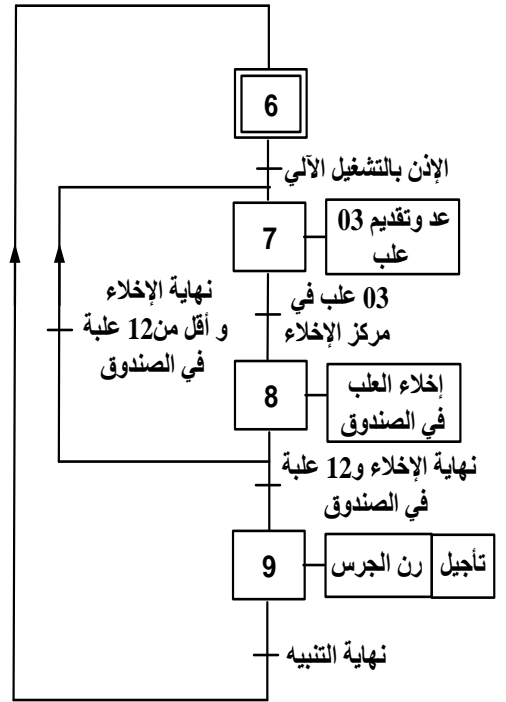 6
الإذن بالتشغيل الآلي
7
عد وتقديم 03
علب
نهاية الإخلاء
و أقل من12 علبة
في الصندوق
03 علب في
مركز الإخلاء
8
إخلاء العلب
في الصندوق
نهاية الإخلاء و12 علبة
في الصندوق
9
رن الجرس
تأجيل
نهاية التنبيه